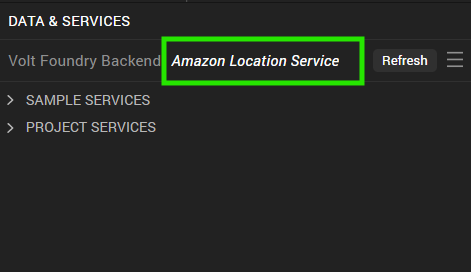 DATA & SERVICES
Volt Foundry Backend Amazon Location Service Refresh
SAMPLE SERVICES
PROJECT SERVICES